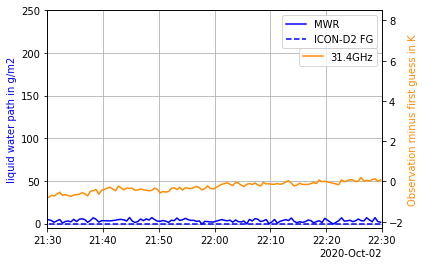 250
200
150
100
50
0
liquid water path in g/m2
MWR
ICON-D2 FG
31.4GHz
8
6
4
2
0
−2
Observation minus first guess in K
21:30 21:40 21:50 22:00 22:10 22:20 22:30
2020-Oct-02